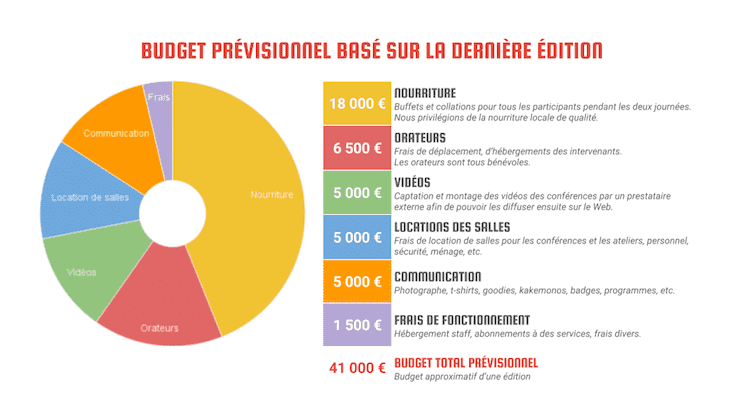 BUDGET PRÉVISIONNEL BASÉ SUR LA DERNIÈRE ÉDITION
Frais
Communication
Location de salles
Vidéos
Orateurs
Nourriture
18 000 €
NOURRITURE
Buffets et collations pour tous les participants pendant les deux journées.
Nous privilégions de la nourriture locale de qualité.
6 500 €
ORATEURS
Frais de déplacement, d'hébergements des intervenants.
Les orateurs sont tous bénévoles.
5 000 €
VIDÉOS
Captation et montage des vidéos des conférences par un prestataire
externe afin de pouvoir les diffuser ensuite sur le Web.
5 000 €
LOCATIONS DES SALLES
Frais de location de salles pour les conférences et les ateliers, personnel,
sécurité, ménage, etc.
5 000 €
COMMUNICATION
Photographe, t-shirts, goodies, kakemonos, badges, programmes, etc.
1 500 €
FRAIS DE FONCTIONNEMENT
Hébergement staff, abonnements à des services, frais divers.
41 000 €
BUDGET TOTAL PRÉVISIONNEL
Budget approximatif d'une édition